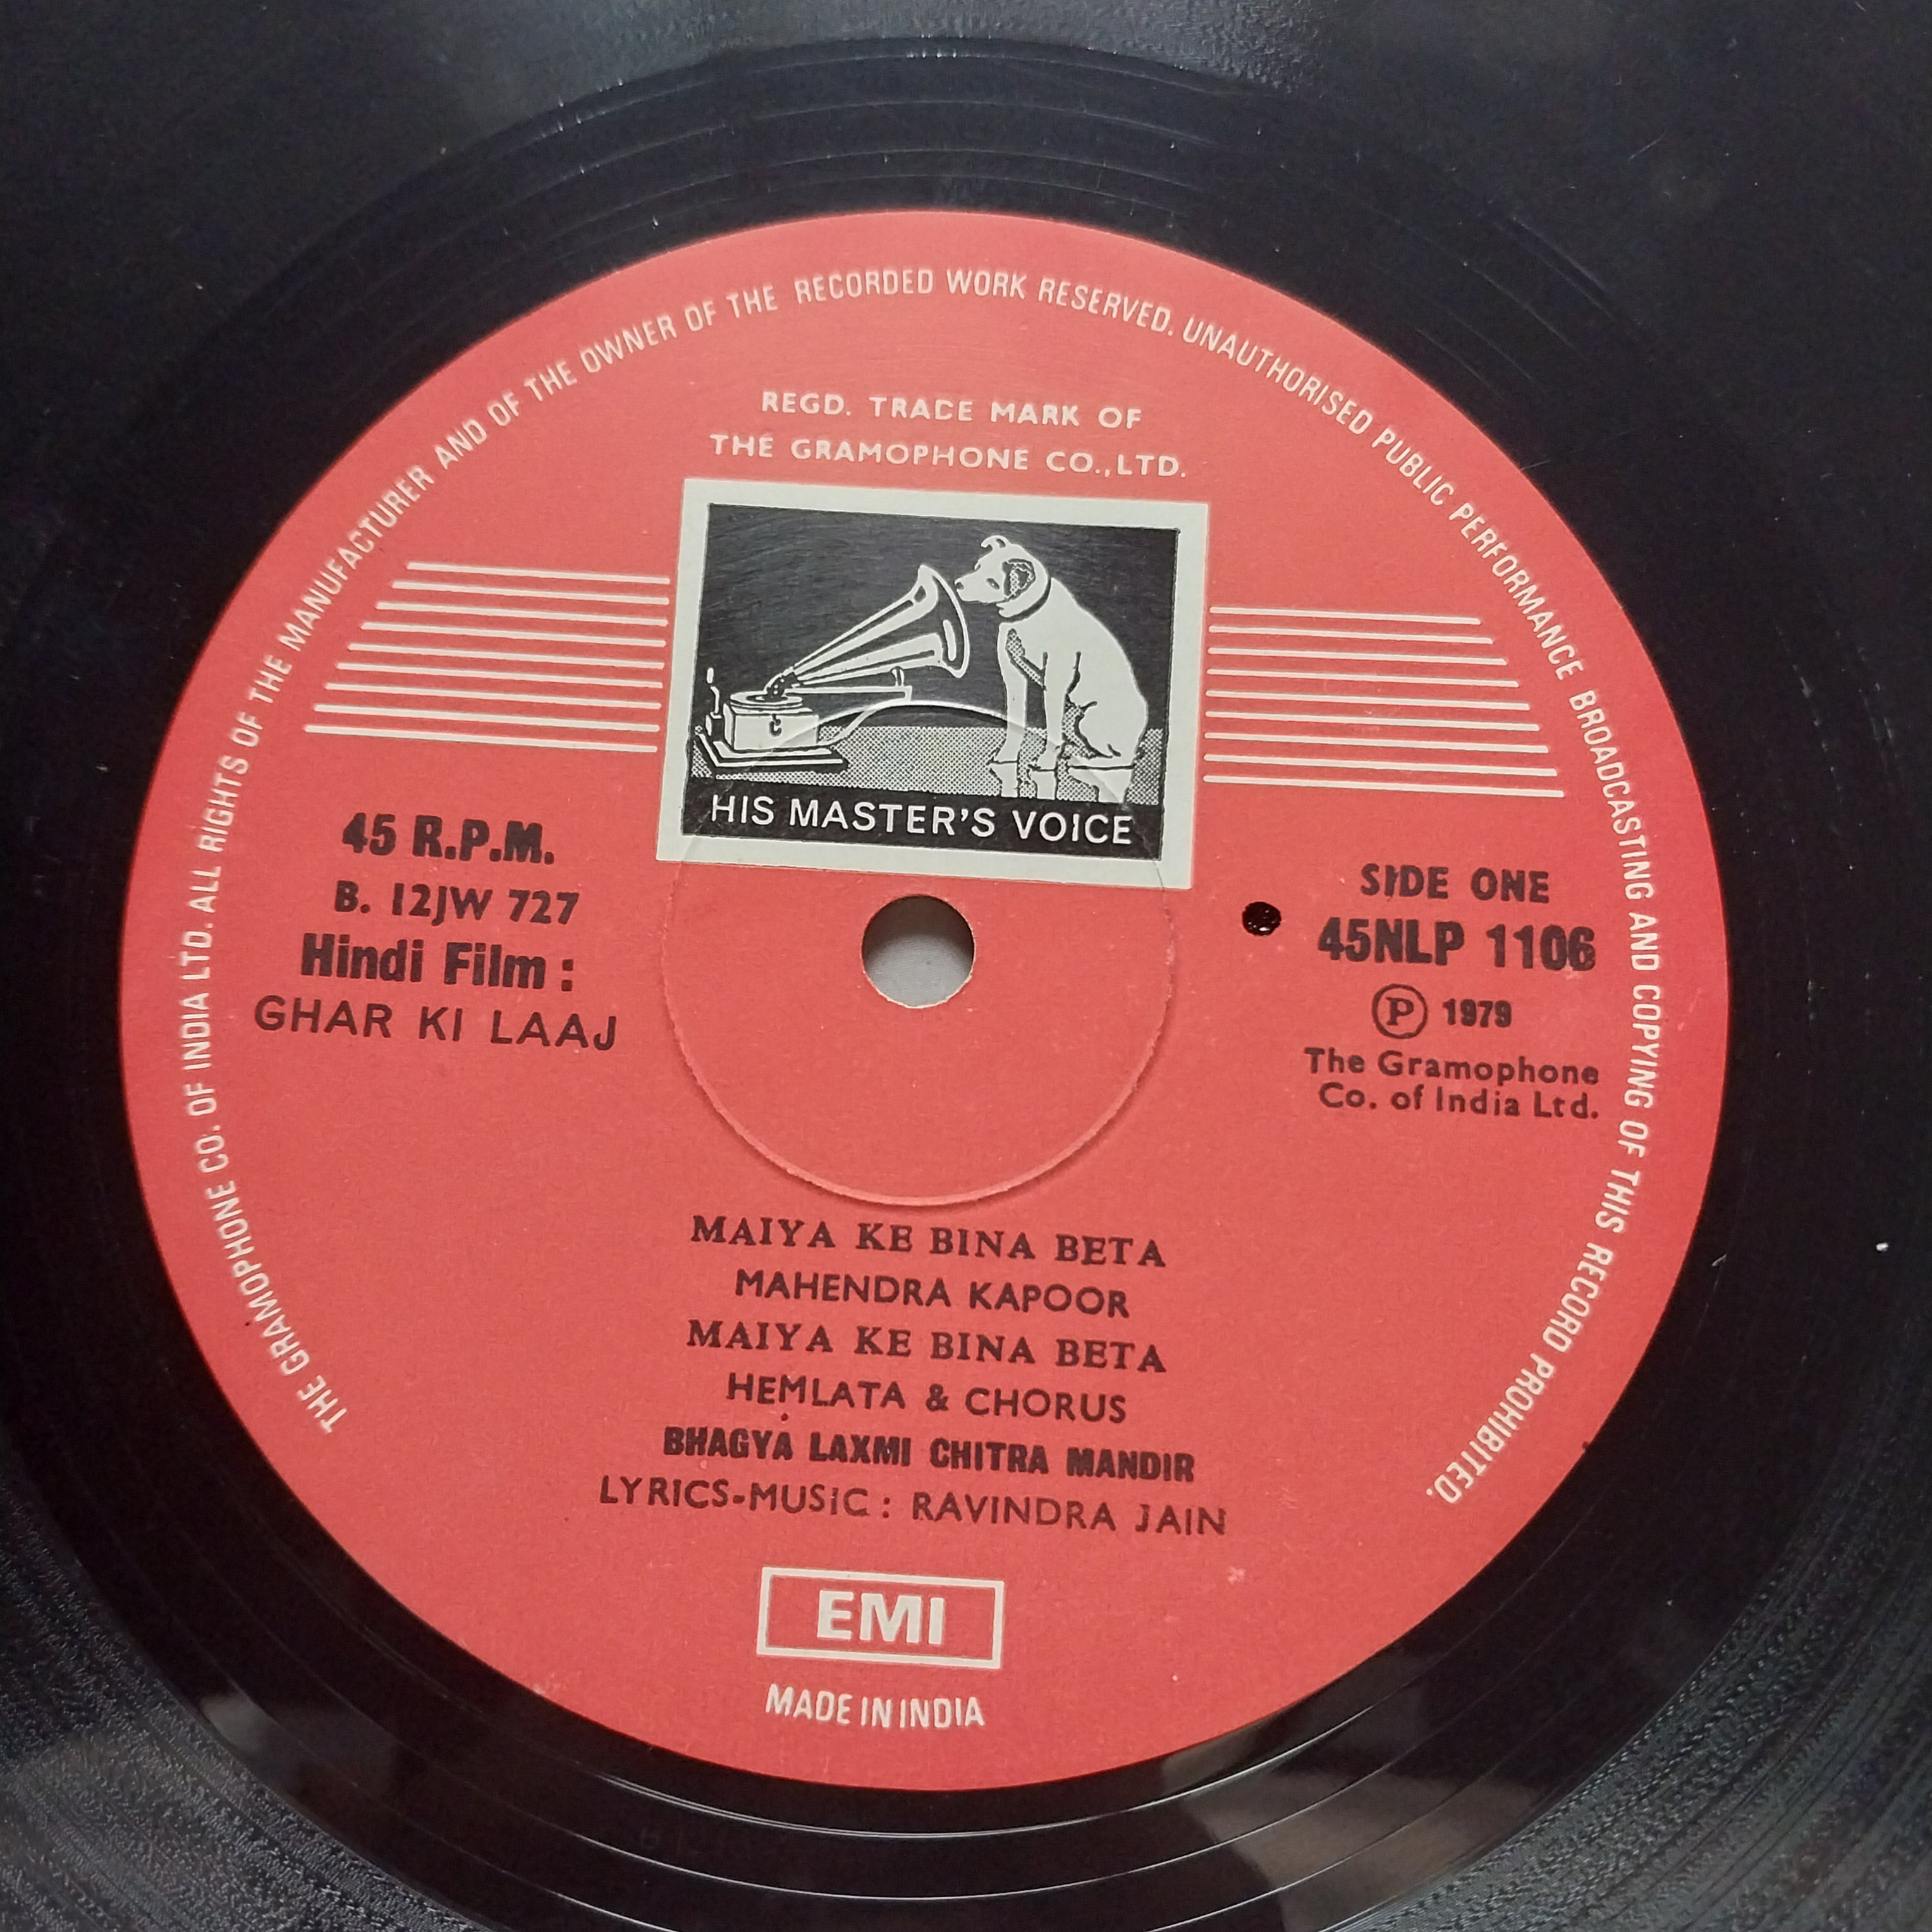 THE GRAMOPHONE CO. OF INDIA LTD. ALL RIGHTS OF THE MANUFACTURER AND OF THE OWNER OF THE RECORDED WORK RESERVED. UNAUTHORISED PUBLIC PERFORMANCE BROADCASTING AND COPYING OF THIS RECORD PROHIBITED.
REGD. TRADE MARK OF
THE GRAMOPHONE CO., LTD.
HIS MASTER'S VOICE
45 R.P.M.
B. 12JW 727
Hindi Film :
GHAR KI LAAJ
SIDE ONE
45NLP 1106
Ⓟ 1979
The Gramophone
Co. of India Ltd.
MAIYA KE BINA BETA
MAHENDRA KAPOOR
MAIYA KE BINA BETA
HEMLATA & CHORUS
BHAGYA LAXMI CHITRA MANDIR
LYRICS-MUSIC : RAVINDRA JAIN
EMI
MADE IN INDIA